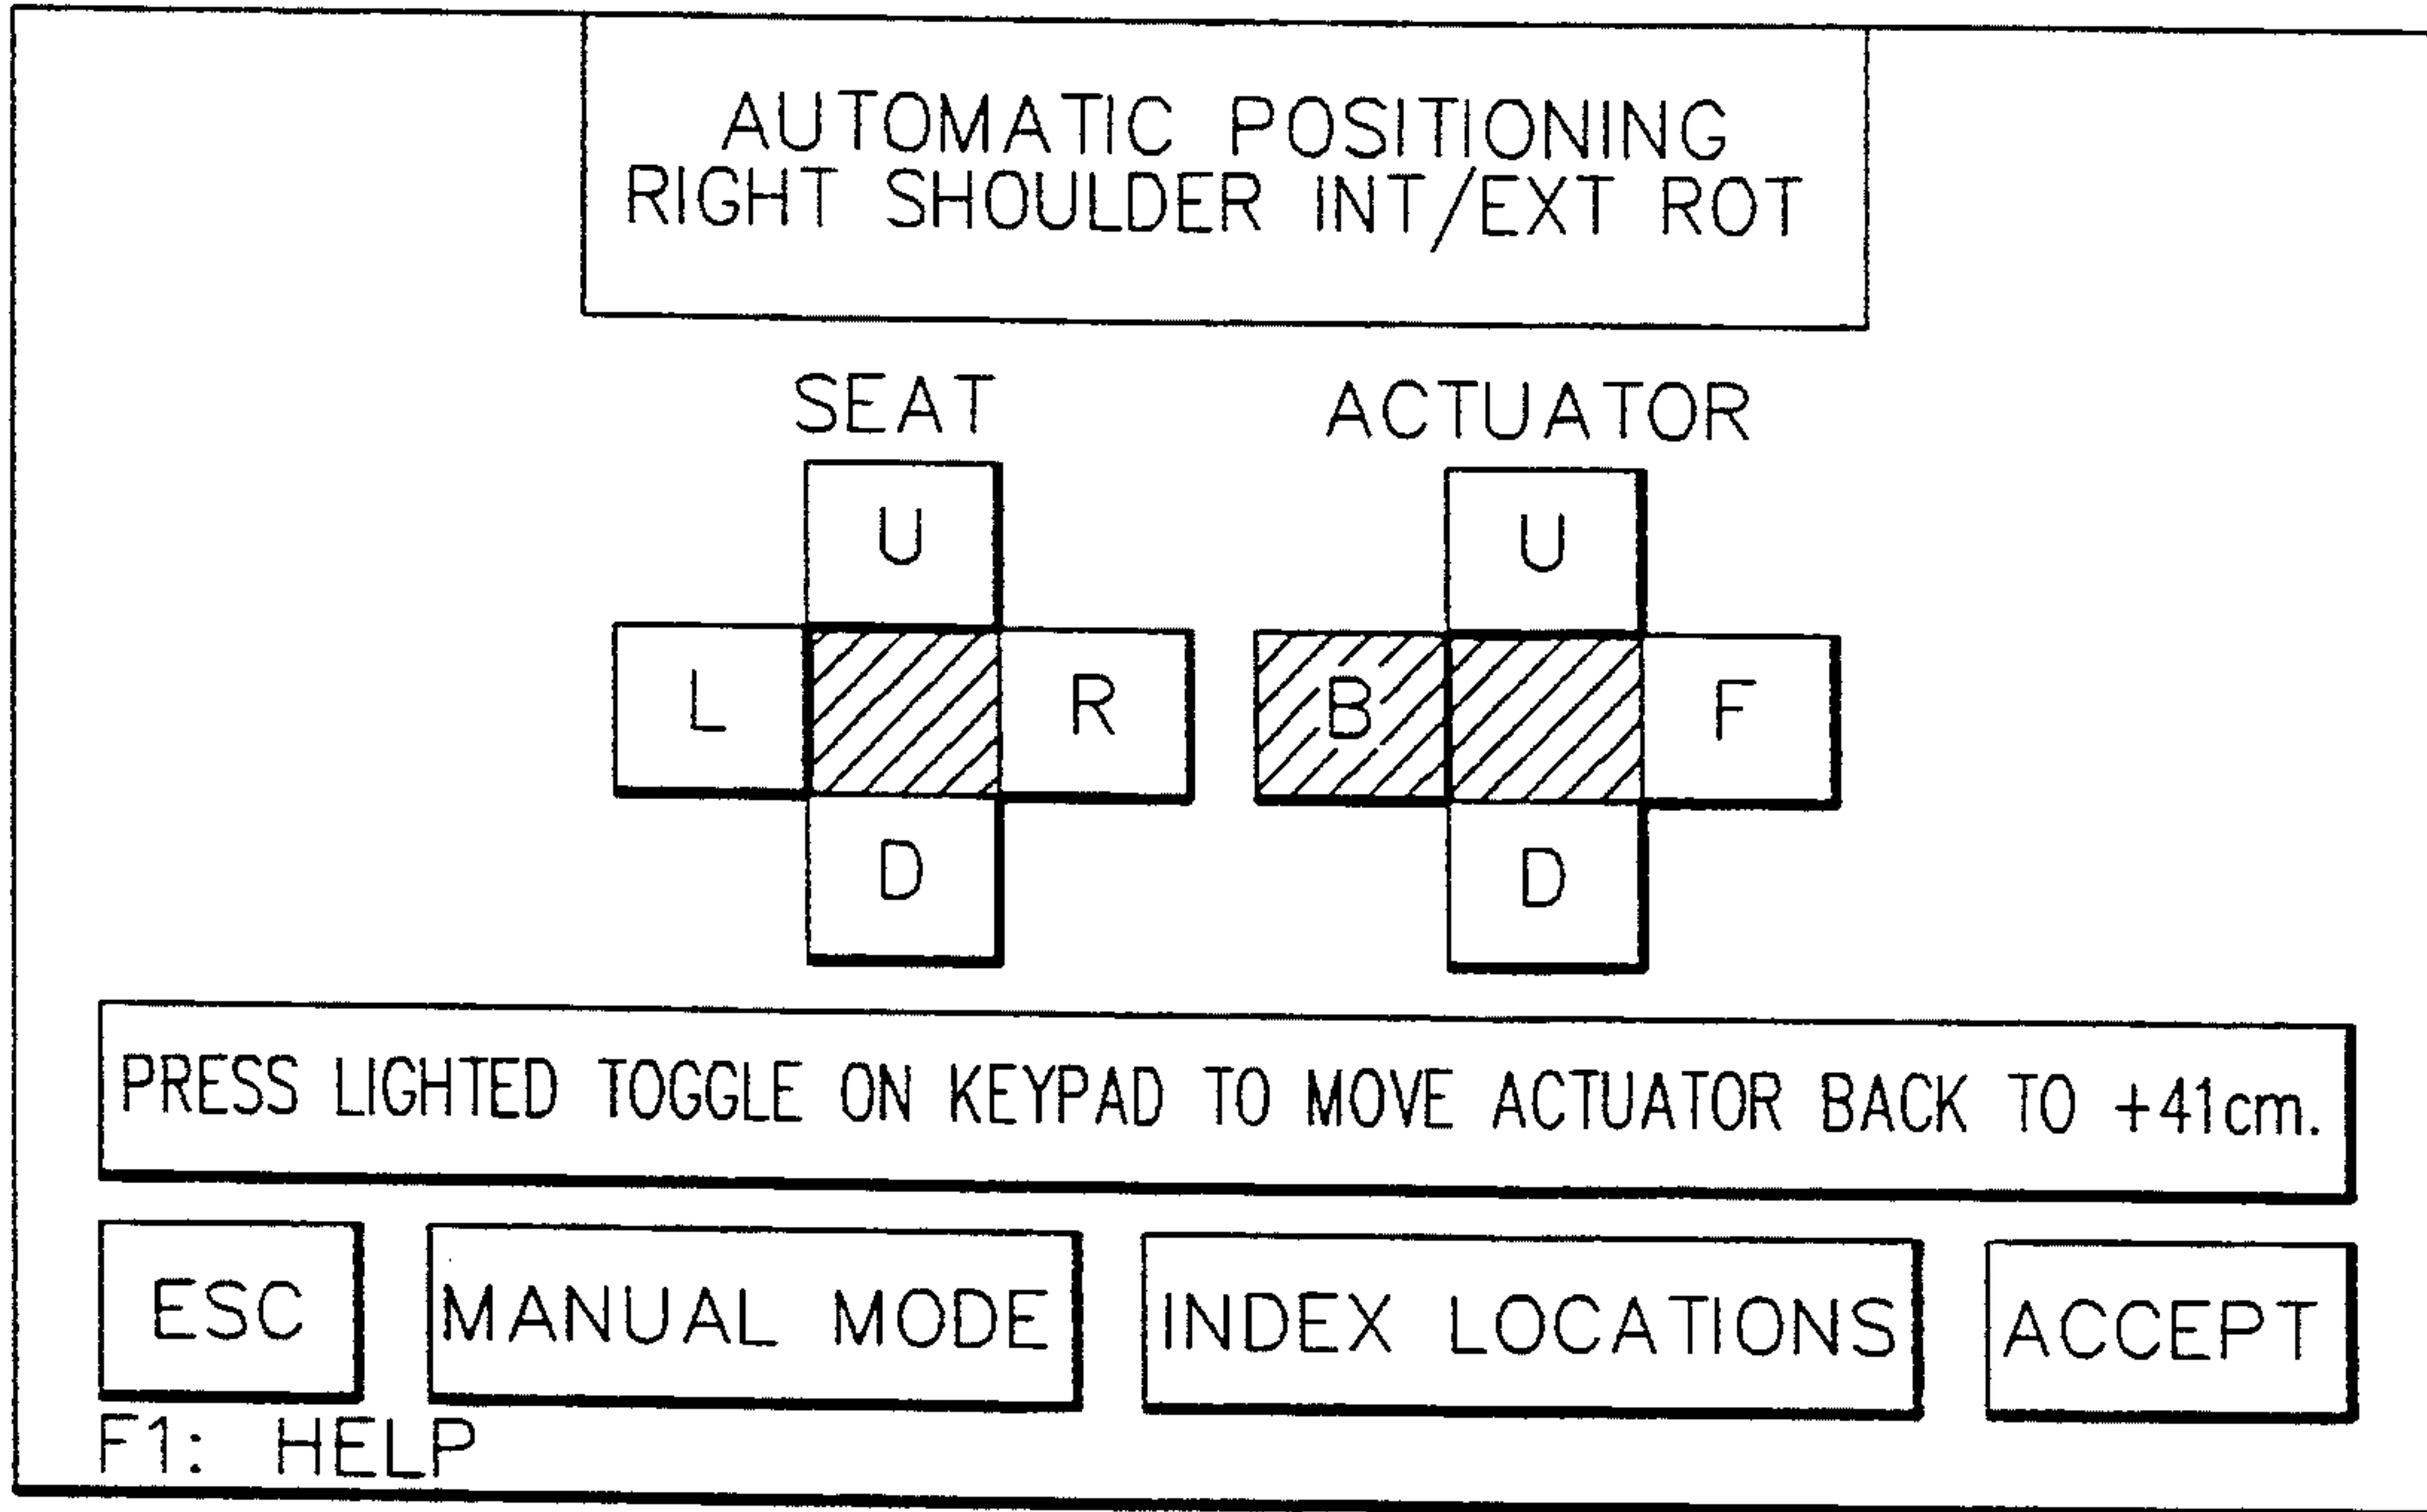 AUTOMATIC POSITIONING
RIGHT SHOULDER INT/EXT ROT
SEAT ACTUATOR
U U
L R B F
D D
PRESS LIGHTED TOGGLE ON KEYPAD TO MOVE ACTUATOR BACK TO +41cm.
ESC MANUAL MODE INDEX LOCATIONS ACCEPT
F1: HELP